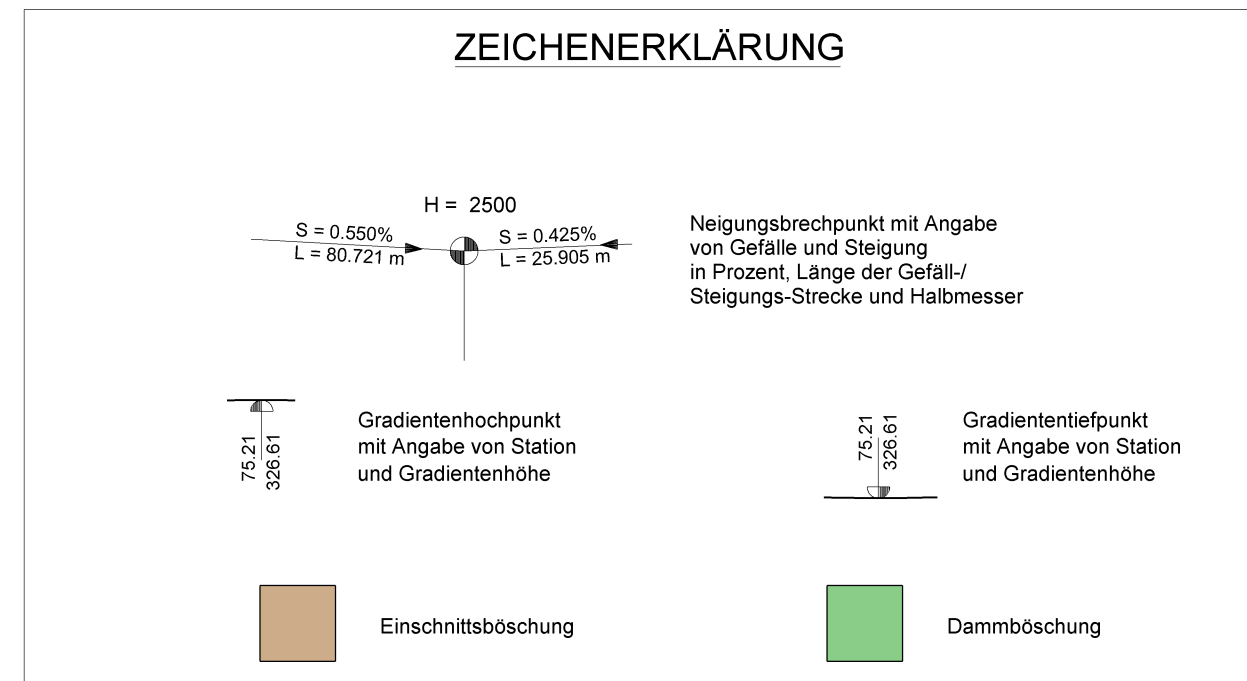 ZEICHENERKLÄRUNG
H = 2500
S = 0.550%
L = 80.721 m
S = 0.425%
L = 25.905 m
Neigungsbrechpunkt mit Angabe
von Gefälle und Steigung
in Prozent, Länge der Gefäll-/
Steigungs-Strecke und Halbmesser
75.21
326.61
Gradientenhochpunkt
mit Angabe von Station
und Gradientenhöhe
75.21
326.61
Gradiententiefpunkt
mit Angabe von Station
und Gradientenhöhe
Einschnittsböschung
Dammböschung